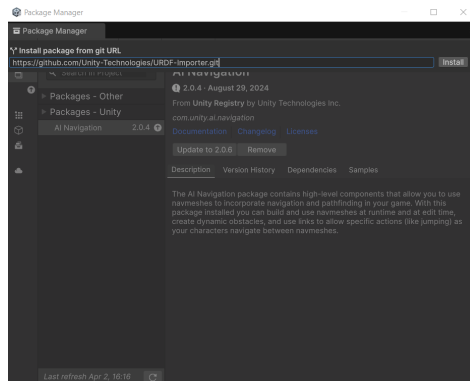 Package Manager
Package Manager
Install package from git URL
https://github.com/Unity-Technologies/URDF-Importer.git
Install
Search in Project
AI Navigation
2.0.4 · August 29, 2024
Packages - Other
From Unity Registry by Unity Technologies Inc.
Packages - Unity
com.unity.ai.navigation
AI Navigation 2.0.4
Documentation Changelog Licenses
Update to 2.0.6 Remove
Description Version History Dependencies Samples
The AI Navigation package contains high-level components that allow you to use
navmeshes to incorporate navigation and pathfinding in your game. With this
package installed you can build and use navmeshes at runtime and at edit time,
create dynamic obstacles, and use links to allow specific actions (like jumping) as
your characters navigate between navmeshes.
Last refresh Apr 2, 16:16